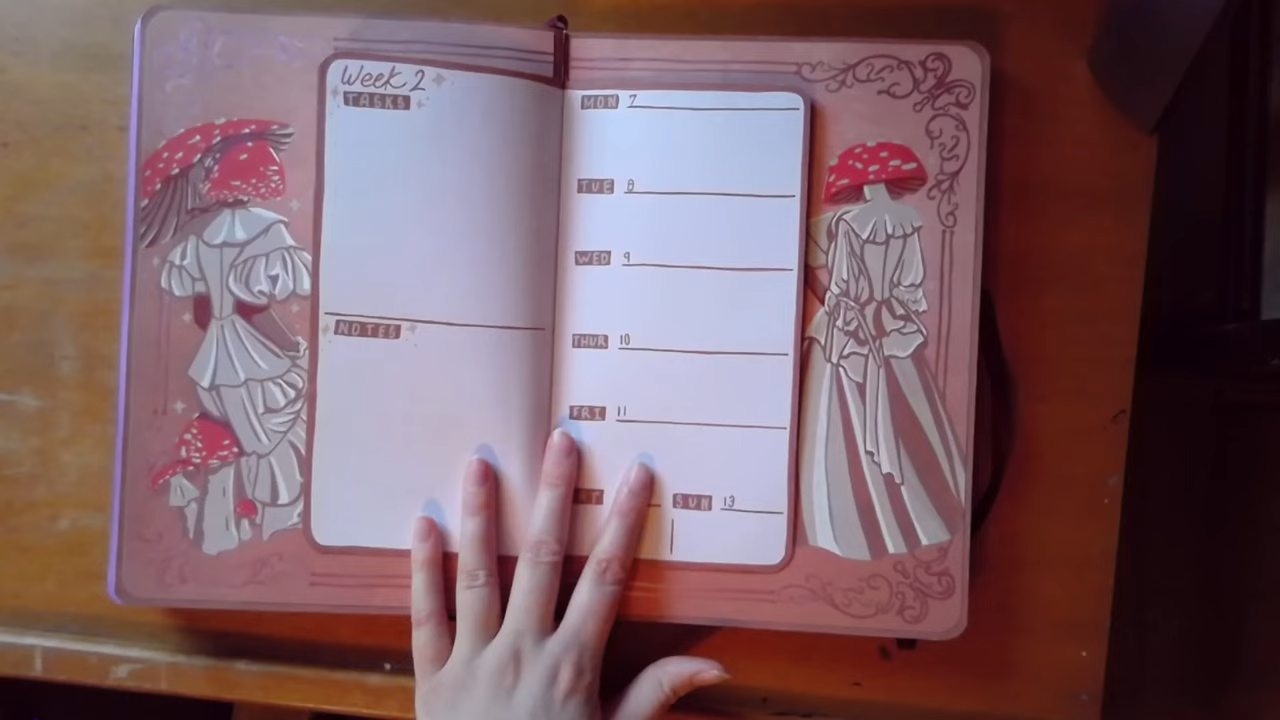 Week 2
TASKS
NOTES
MON 7
TUE 8
WED 9
THUR 10
FRI 11
SUN 13